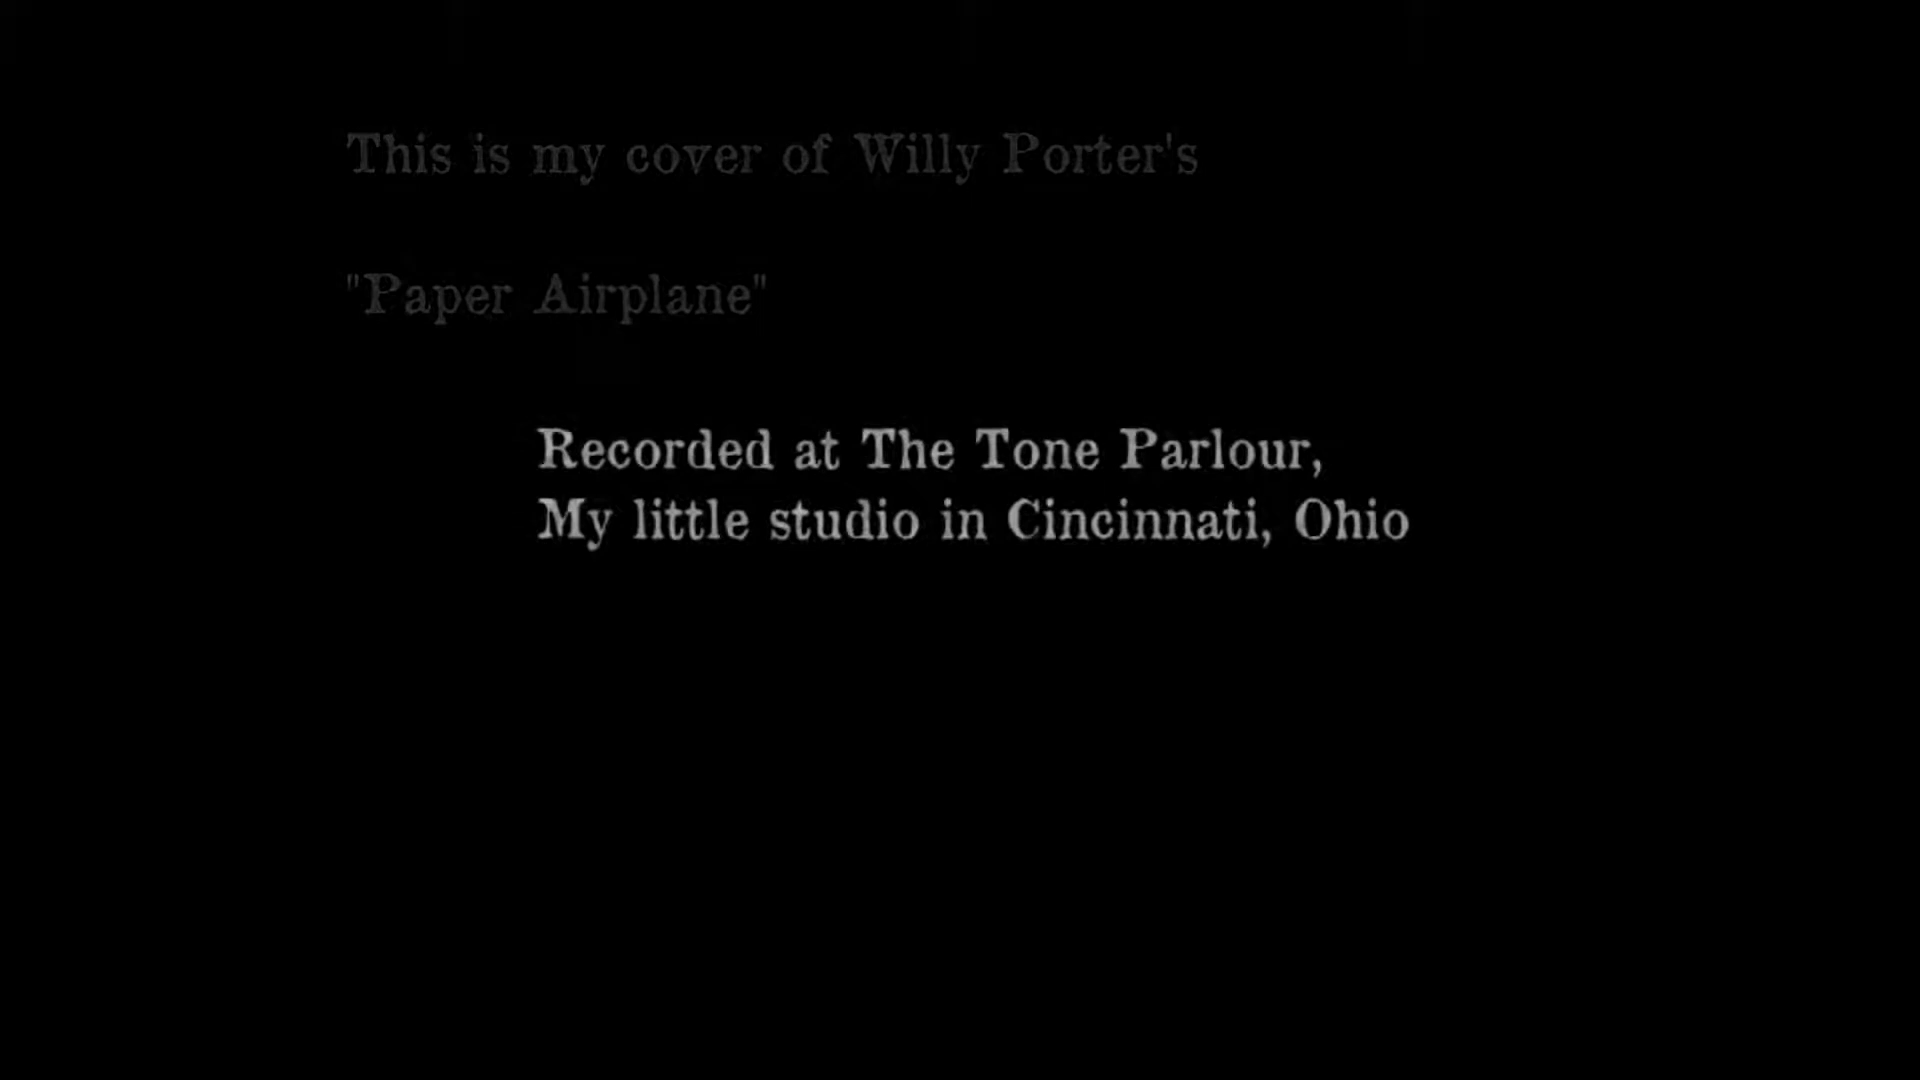 This is my cover of Willy Porter's
"Paper Airplane"
Recorded at The Tone Parlour,
My little studio in Cincinnati, Ohio